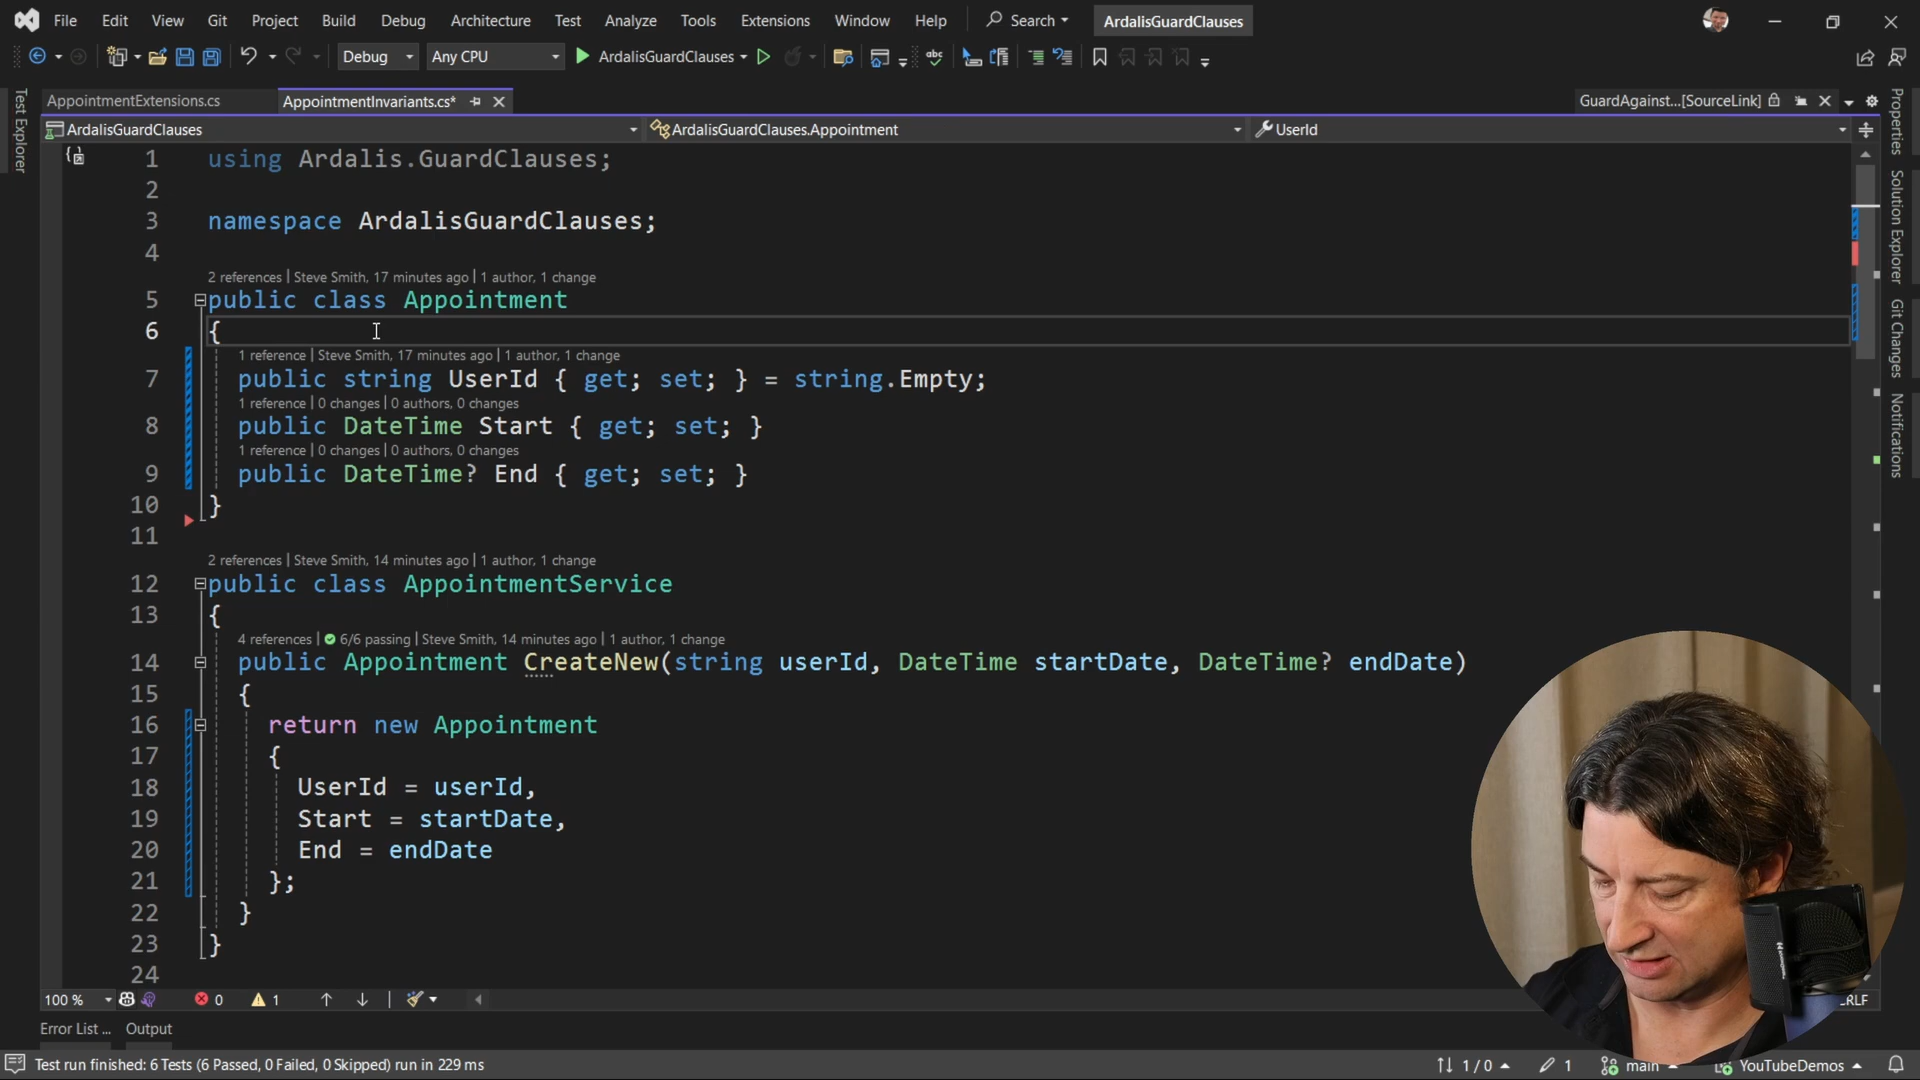 File Edit View Git Project Build Debug Architecture Test Analyze Tools Extensions Window Help Search ArdalisGuardClauses
Debug Any CPU ArdalisGuardClauses
AppointmentExtensions.cs AppointmentInvariants.cs* GuardAgainst...[SourceLink]
ArdalisGuardClauses ArdalisGuardClauses.Appointment UserId
Test Explorer
Properties
Solution Explorer
Git Changes
Notifications
1 using Ardalis.GuardClauses;
2
3 namespace ArdalisGuardClauses;
4
2 references | Steve Smith, 17 minutes ago | 1 author, 1 change
5 public class Appointment
6 {
1 reference | Steve Smith, 17 minutes ago | 1 author, 1 change
7 public string UserId { get; set; } = string.Empty;
1 reference | 0 changes | 0 authors, 0 changes
8 public DateTime Start { get; set; }
1 reference | 0 changes | 0 authors, 0 changes
9 public DateTime? End { get; set; }
10 }
11
2 references | Steve Smith, 14 minutes ago | 1 author, 1 change
12 public class AppointmentService
13 {
4 references | 6/6 passing | Steve Smith, 14 minutes ago | 1 author, 1 change
14 public Appointment CreateNew(string userId, DateTime startDate, DateTime? endDate)
15 {
16 return new Appointment
17 {
18 UserId = userId,
19 Start = startDate,
20 End = endDate
21 };
22 }
23 }
24
100 % 0 1 CRLF
Error List ... Output
Test run finished: 6 Tests (6 Passed, 0 Failed, 0 Skipped) run in 229 ms 1 / 0 1 main YouTubeDemos